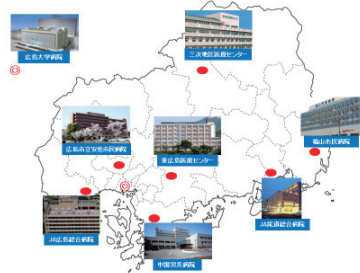 広島大学病院
三次地区医療センター
広島市立安佐市民病院
東広島医療センター
福山市民病院
JA広島総合病院
中国労災病院
JA尾道総合病院